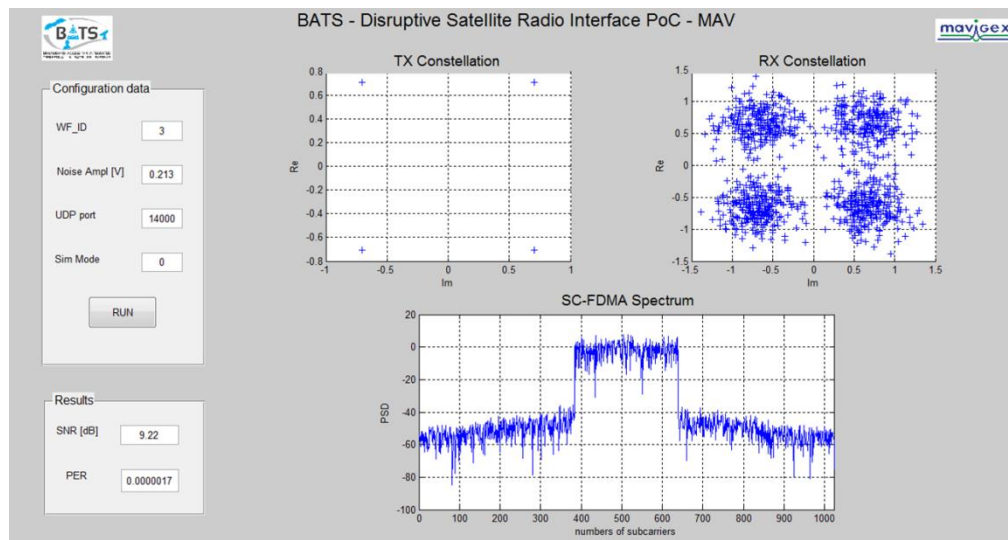 BATS - Disruptive Satellite Radio Interface PoC - MAV
BATS
mavigex
Configuration data
WF_ID
3
Noise Ampl [V]
0.213
UDP port
14000
Sim Mode
0
RUN
Results
SNR [dB]
9.22
PER
0.0000017
TX Constellation
0.8
0.6
0.4
0.2
0
-0.2
-0.4
-0.6
-0.8
Re
-1 -0.5 0 0.5 1
Im
RX Constellation
1.5
1
0.5
0
-0.5
-1
-1.5
Re
-1.5 -1 -0.5 0 0.5 1 1.5
Im
SC-FDMA Spectrum
20
0
-20
-40
-60
-80
-100
PSD
0 100 200 300 400 500 600 700 800 900 1000
numbers of subcarriers